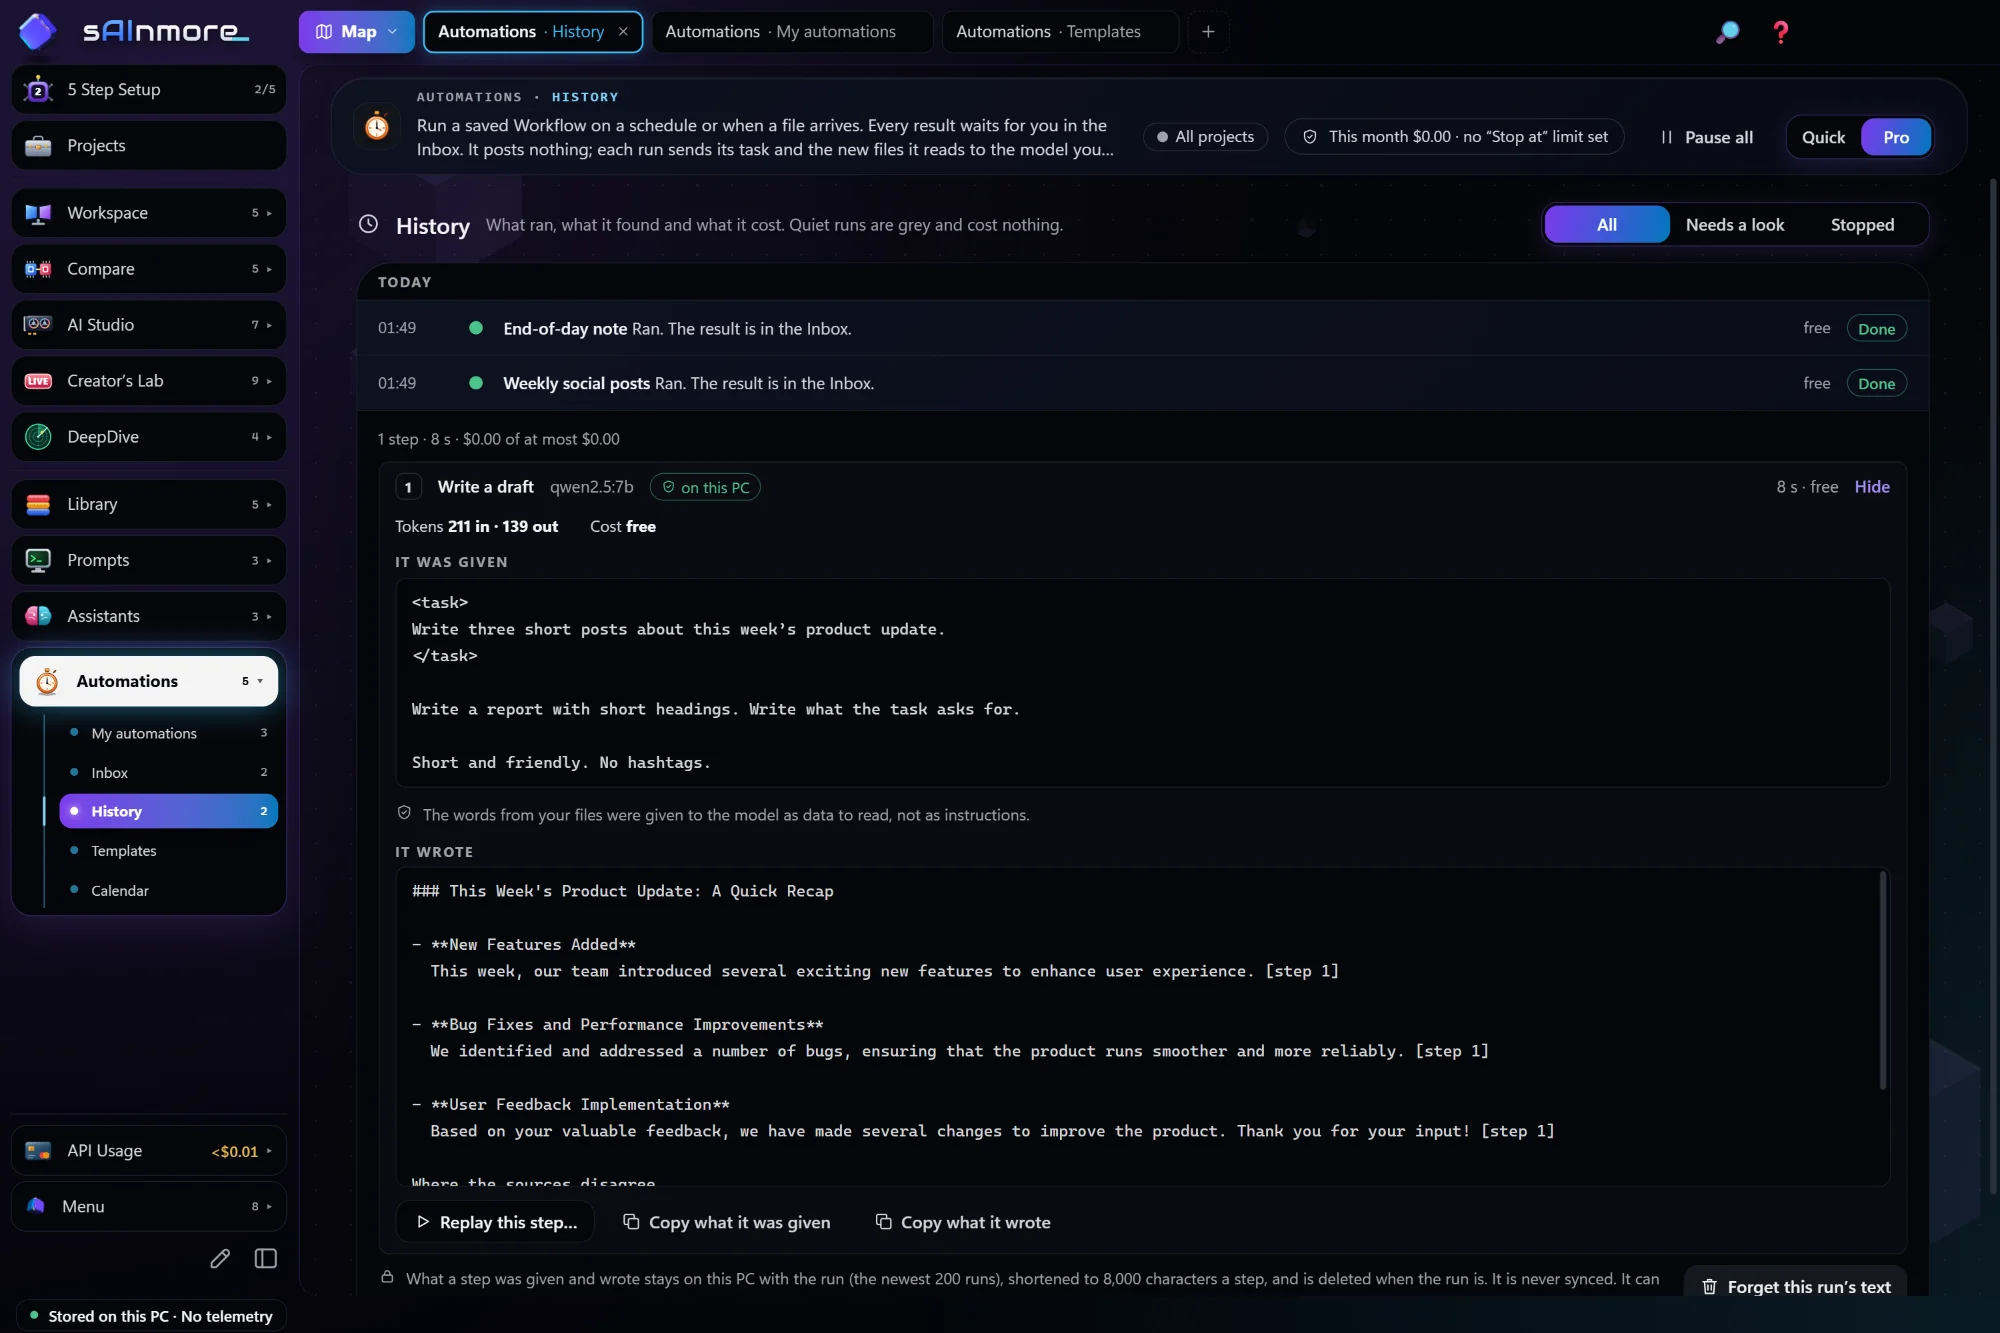 sAInmore_
Map
Automations · History ×
Automations · My automations
Automations · Templates
+
5 Step Setup 2/5
Projects
Workspace 5
Compare 5
AI Studio 7
LIVE Creator's Lab 9
DeepDive 4
Library 5
Prompts 3
Assistants 3
Automations 5
My automations 3
Inbox 2
History 2
Templates
Calendar
API Usage <$0.01
Menu 8
Stored on this PC · No telemetry
AUTOMATIONS · HISTORY
Run a saved Workflow on a schedule or when a file arrives. Every result waits for you in the
Inbox. It posts nothing; each run sends its task and the new files it reads to the model you...
All projects
This month $0.00 · no “Stop at” limit set
Pause all
Quick Pro
History What ran, what it found and what it cost. Quiet runs are grey and cost nothing.
All Needs a look Stopped
TODAY
01:49 End-of-day note Ran. The result is in the Inbox. free Done
01:49 Weekly social posts Ran. The result is in the Inbox. free Done
1 step · 8 s · $0.00 of at most $0.00
1 Write a draft qwen2.5:7b on this PC 8 s · free Hide
Tokens 211 in · 139 out Cost free
IT WAS GIVEN
<task>
Write three short posts about this week’s product update.
</task>
Write a report with short headings. Write what the task asks for.
Short and friendly. No hashtags.
The words from your files were given to the model as data to read, not as instructions.
IT WROTE
### This Week's Product Update: A Quick Recap
– **New Features Added**
This week, our team introduced several exciting new features to enhance user experience. [step 1]
– **Bug Fixes and Performance Improvements**
We identified and addressed a number of bugs, ensuring that the product runs smoother and more reliably. [step 1]
– **User Feedback Implementation**
Based on your valuable feedback, we have made several changes to improve the product. Thank you for your input! [step 1]
Where the sources disagree
Replay this step...
Copy what it was given
Copy what it wrote
What a step was given and wrote stays on this PC with the run (the newest 200 runs), shortened to 8,000 characters a step, and is deleted when the run is. It is never synced. It can
Forget this run’s text